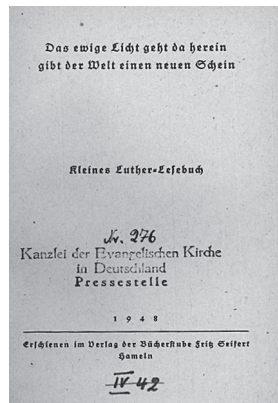 Das ewige Licht geht da herein
gibt der Welt einen neuen Schein
Kleines Luther-Lesebuch
Nr. 276
Kanzlei der Evangelischen Kirche
in Deutschland
Pressestelle
1948
Erschienen im Verlag der Bücherstube Fritz Seifert
Hameln
IV 42